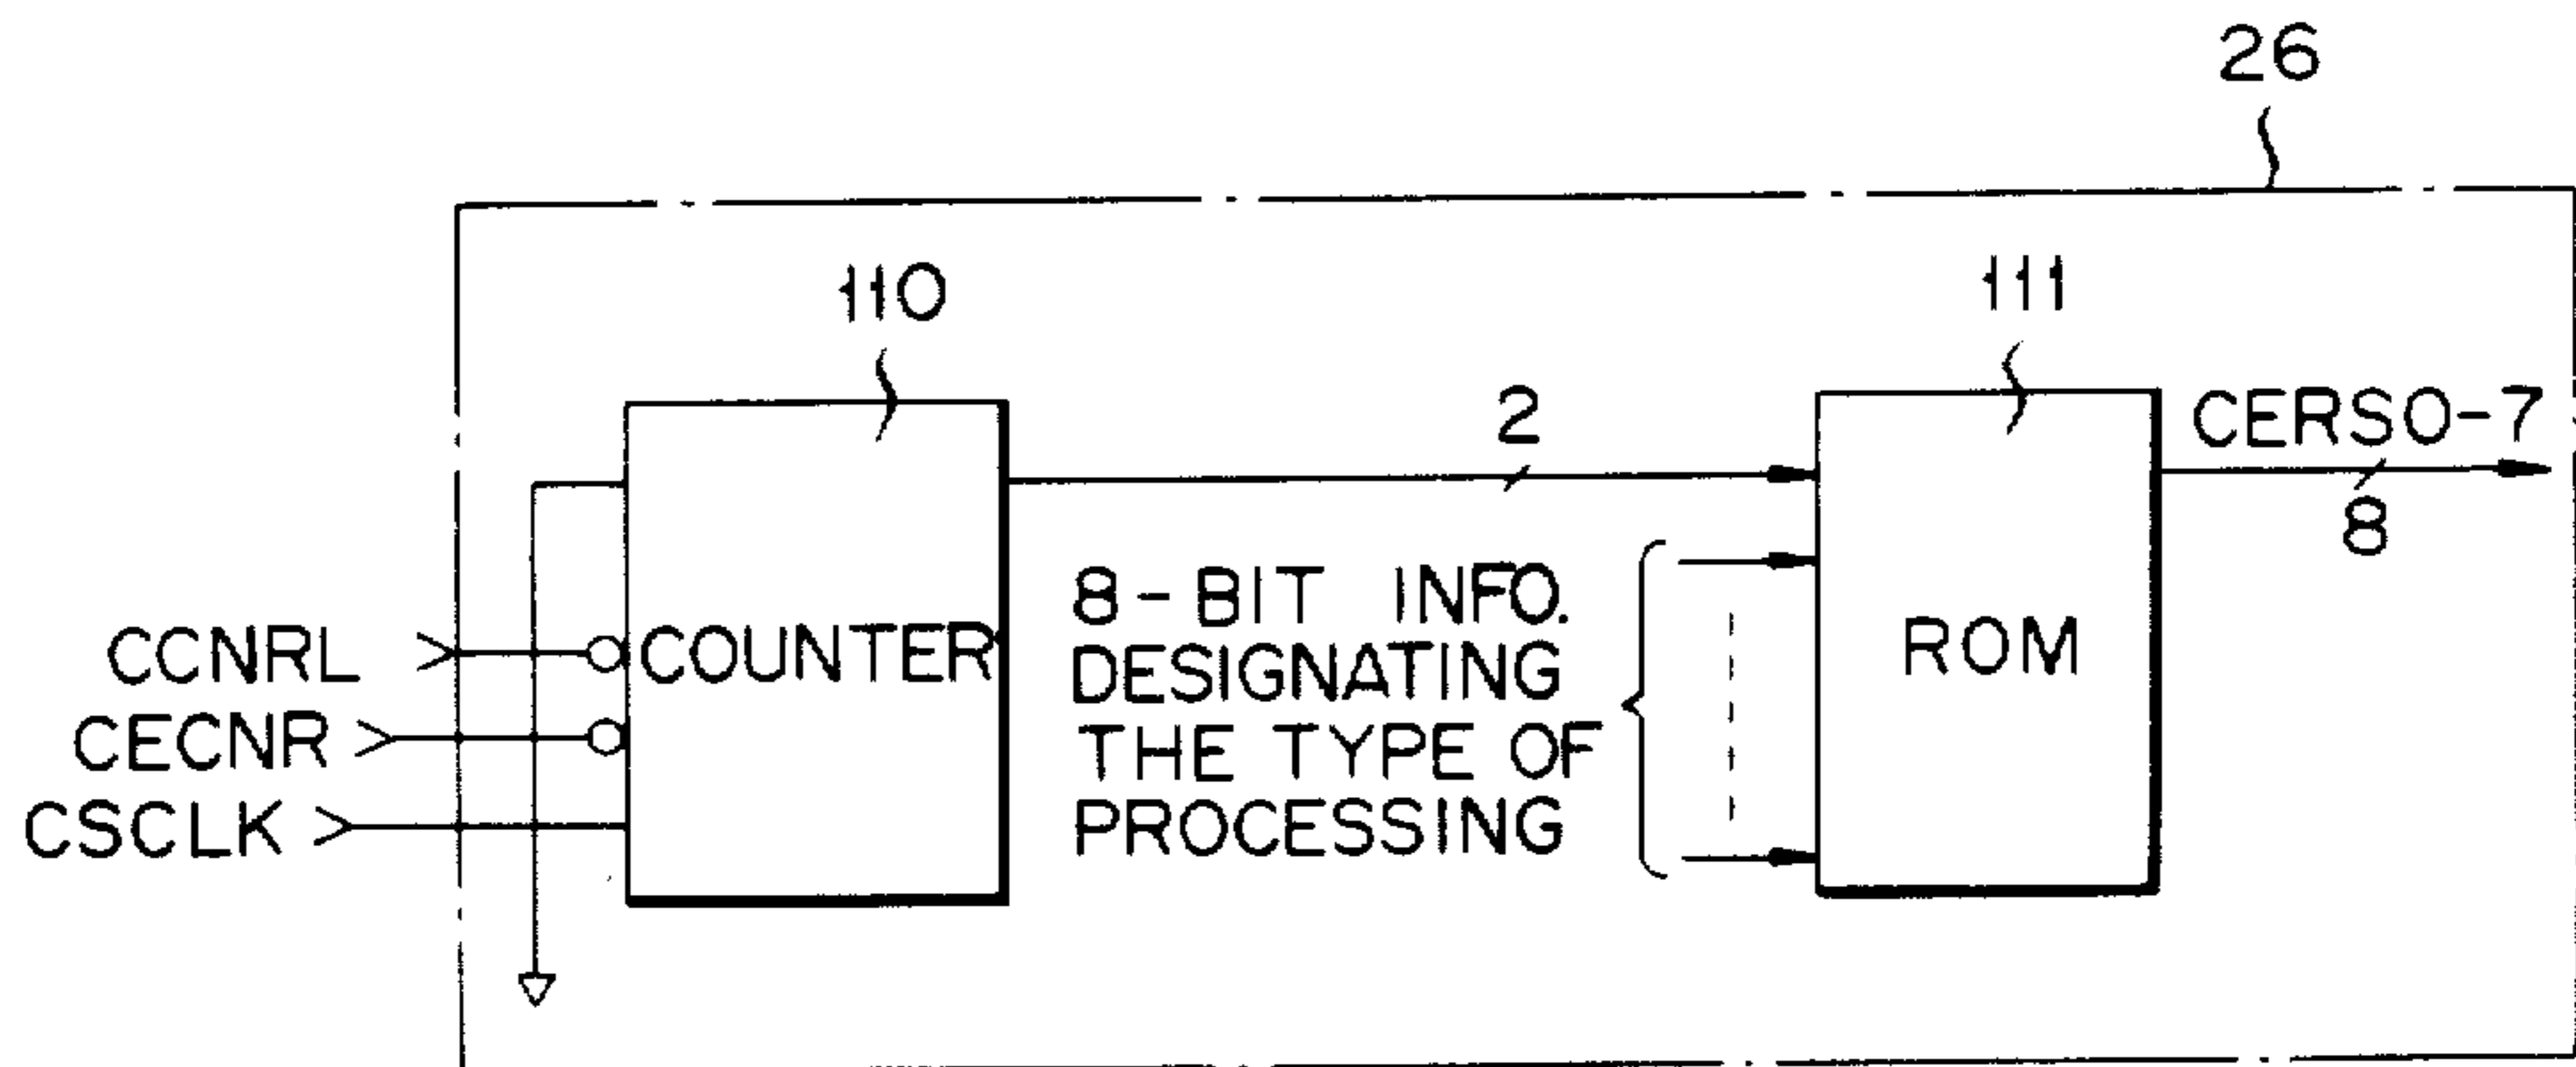 26
110
111
2
CERSO-7
8
8-BIT INFO.
DESIGNATING
THE TYPE OF
PROCESSING
CCNRL
COUNTER
ROM
CECNR
CSCLK